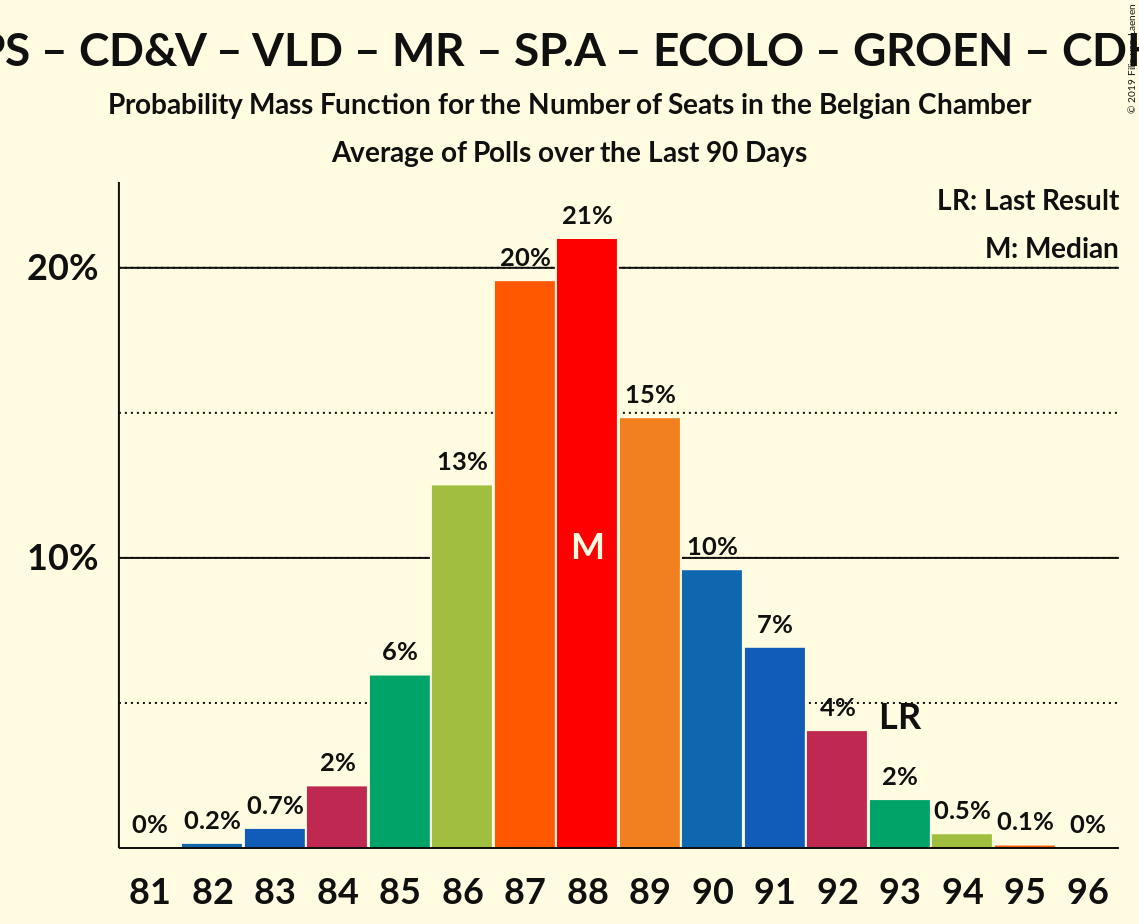 PS – CD&V – VLD – MR – SP.A – ECOLO – GROEN – CDH
Probability Mass Function for the Number of Seats in the Belgian Chamber
Average of Polls over the Last 90 Days
© 2019
LR: Last Result
M: Median
20%
10%
0%
0.2%
0.7%
2%
6%
13%
20%
21%
15%
10%
7%
4%
2%
0.5%
0.1%
0%
M
LR
81 82 83 84 85 86 87 88 89 90 91 92 93 94 95 96